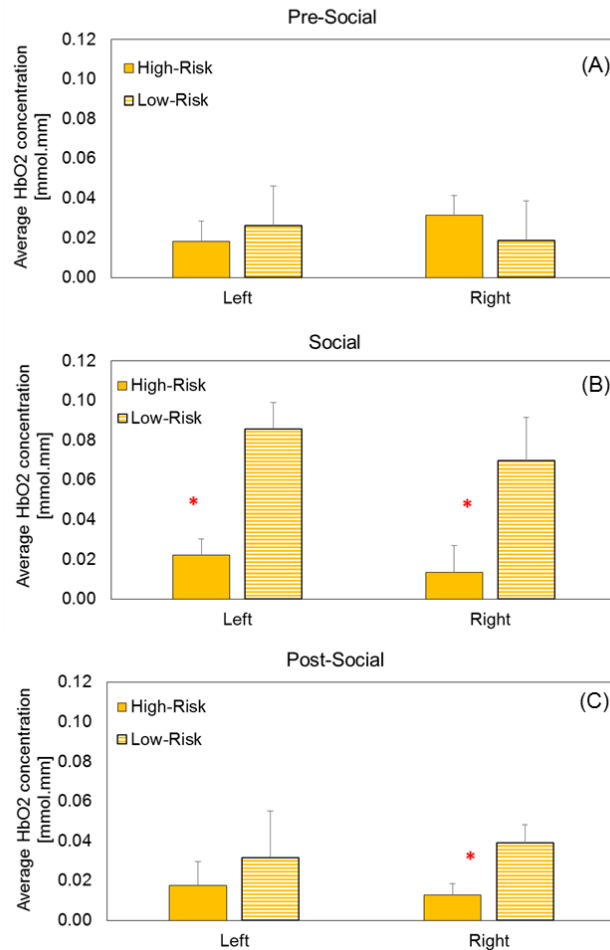 Pre-Social
(A)
Average HbO2 concentration
[mmol.mm]
0.12
0.10
0.08
0.06
0.04
0.02
0.00
High-Risk
Low-Risk
Left Right
Social
(B)
Average HbO2 concentration
[mmol.mm]
0.12
0.10
0.08
0.06
0.04
0.02
0.00
High-Risk
Low-Risk
*
*
Left Right
Post-Social
(C)
Average HbO2 concentration
[mmol.mm]
0.12
0.10
0.08
0.06
0.04
0.02
0.00
High-Risk
Low-Risk
*
Left Right